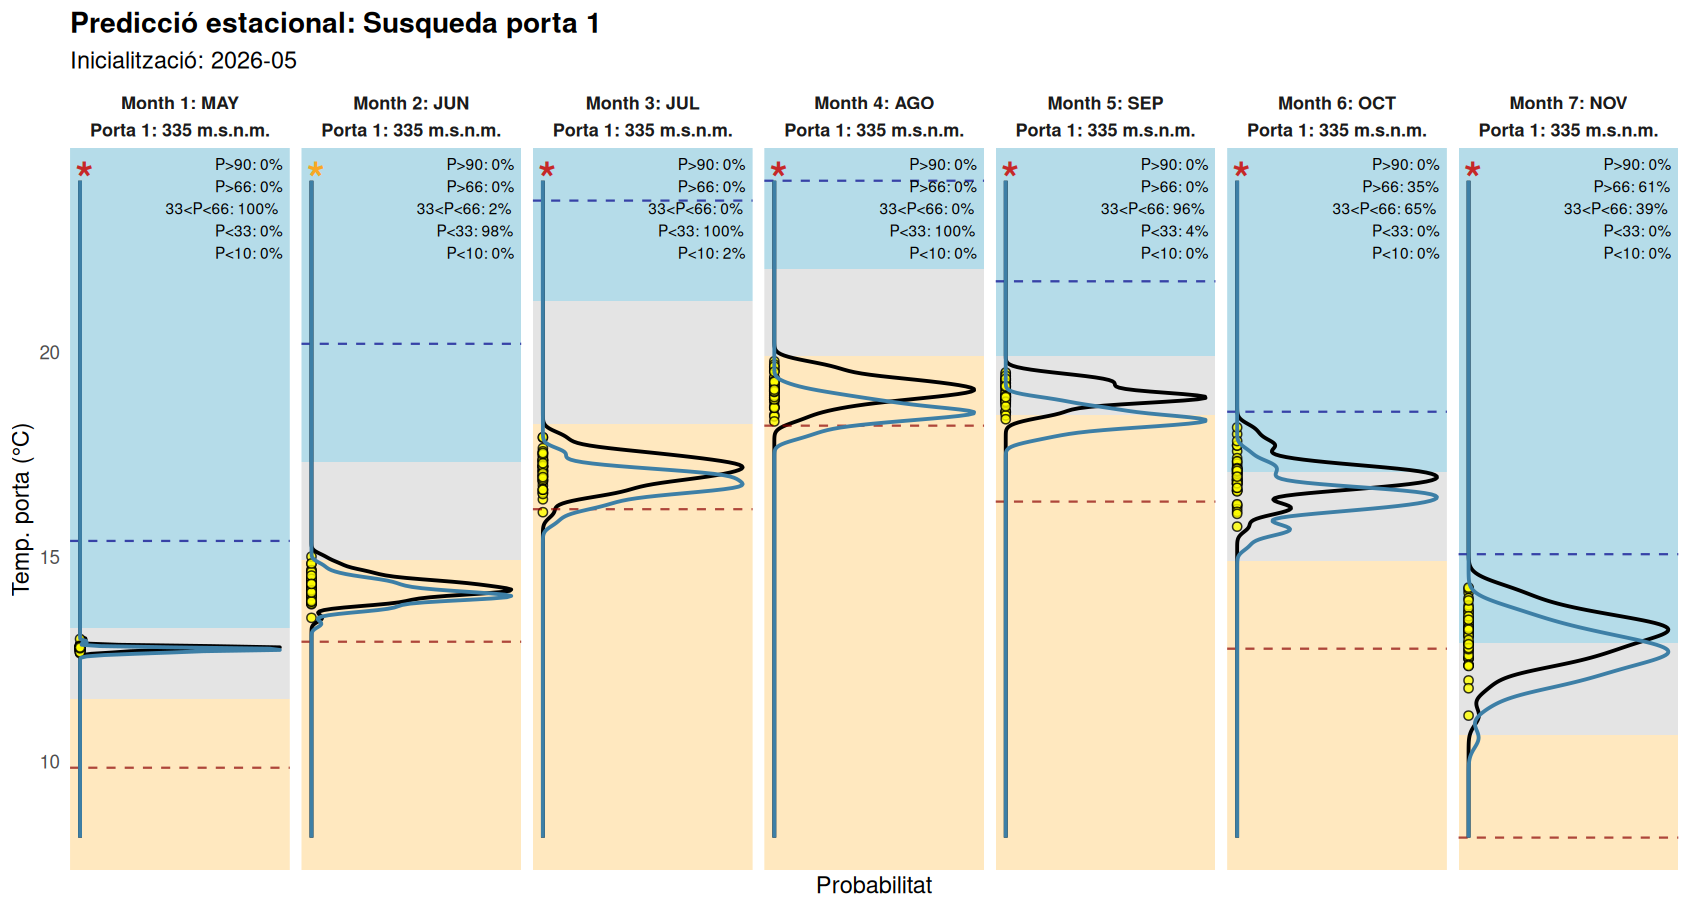 Predicció estacional: Susqueda porta 1
Inicialització: 2026-05
Month 1: MAY
Porta 1: 335 m.s.n.m.
*
P>90: 0%
P>66: 0%
33<P<66: 100%
P<33: 0%
P<10: 0%
Month 2: JUN
Porta 1: 335 m.s.n.m.
*
P>90: 0%
P>66: 0%
33<P<66: 2%
P<33: 98%
P<10: 0%
Month 3: JUL
Porta 1: 335 m.s.n.m.
*
P>90: 0%
P>66: 0%
33<P<66: 0%
P<33: 100%
P<10: 2%
Month 4: AGO
Porta 1: 335 m.s.n.m.
*
P>90: 0%
P>66: 0%
33<P<66: 0%
P<33: 100%
P<10: 0%
Month 5: SEP
Porta 1: 335 m.s.n.m.
*
P>90: 0%
P>66: 0%
33<P<66: 96%
P<33: 4%
P<10: 0%
Month 6: OCT
Porta 1: 335 m.s.n.m.
*
P>90: 0%
P>66: 35%
33<P<66: 65%
P<33: 0%
P<10: 0%
Month 7: NOV
Porta 1: 335 m.s.n.m.
*
P>90: 0%
P>66: 61%
33<P<66: 39%
P<33: 0%
P<10: 0%
Temp. porta (°C)
20
15
10
Probabilitat